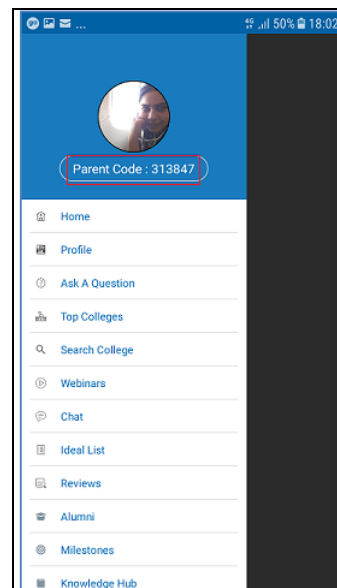 ... 4G 50% 18:02
Parent Code : 313847
Home
Profile
Ask A Question
Top Colleges
Search College
Webinars
Chat
Ideal List
Reviews
Alumni
Milestones
Knowledge Hub